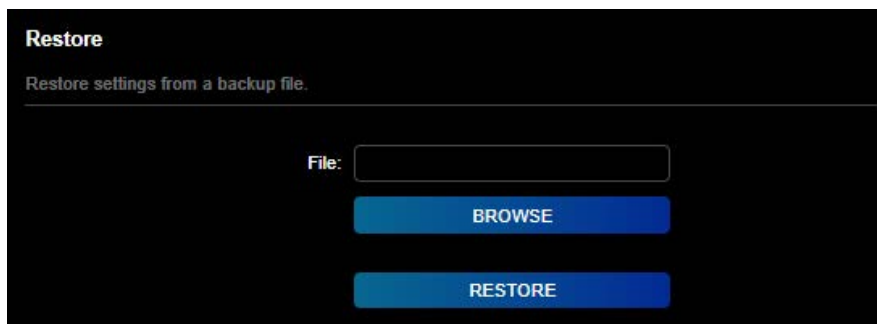 Restore
Restore settings from a backup file.
File:
BROWSE
RESTORE